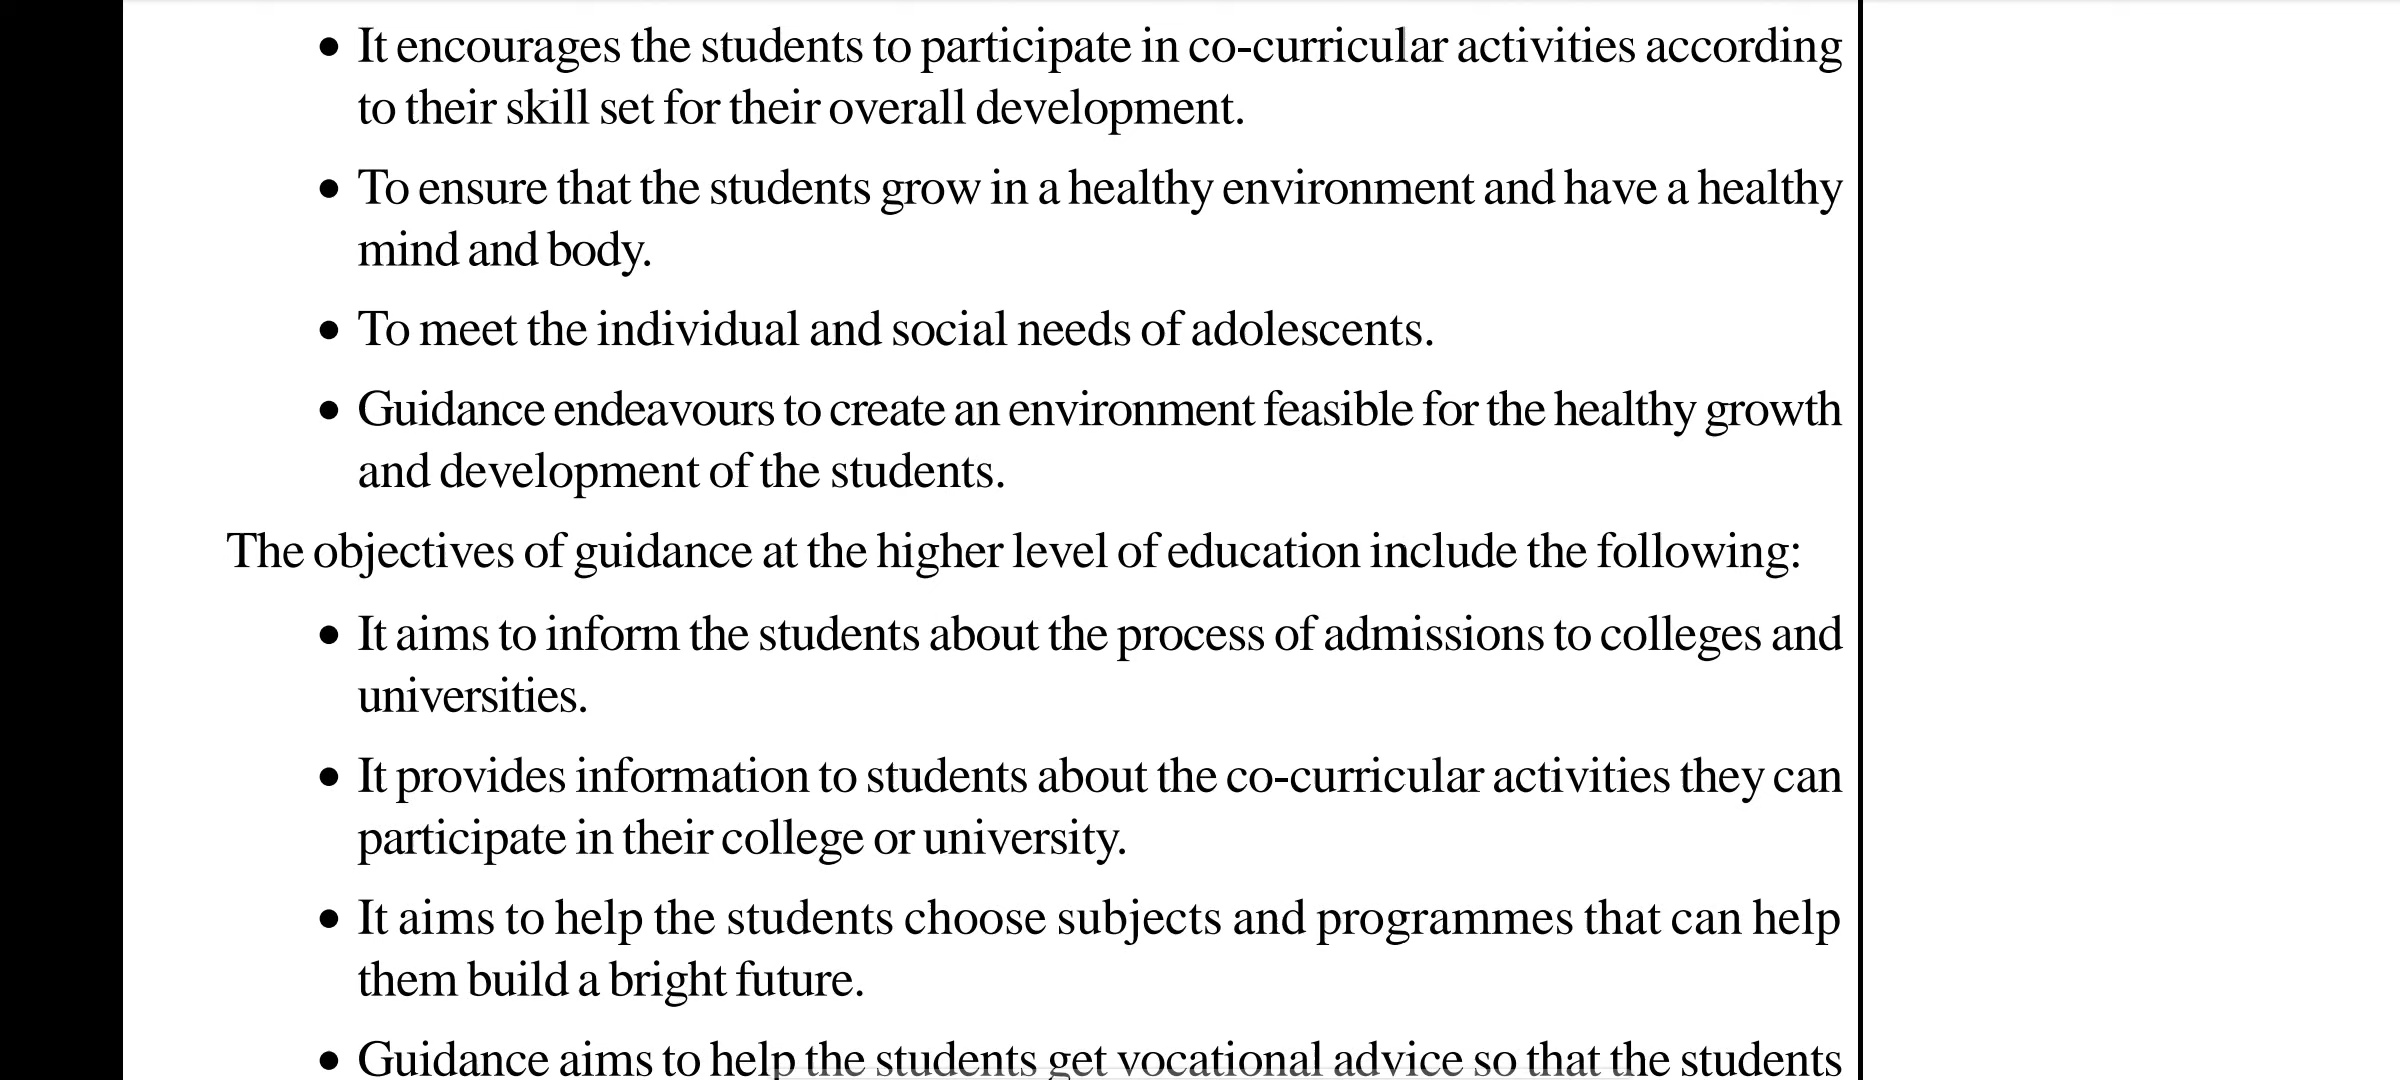 • It encourages the students to participate in co-curricular activities according
to their skill set for their overall development.
• To ensure that the students grow in a healthy environment and have a healthy
mind and body.
• To meet the individual and social needs of adolescents.
• Guidance endeavours to create an environment feasible for the healthy growth
and development of the students.
The objectives of guidance at the higher level of education include the following:
• It aims to inform the students about the process of admissions to colleges and
universities.
• It provides information to students about the co-curricular activities they can
participate in their college or university.
• It aims to help the students choose subjects and programmes that can help
them build a bright future.
• Guidance aims to help the students get vocational advice so that the students